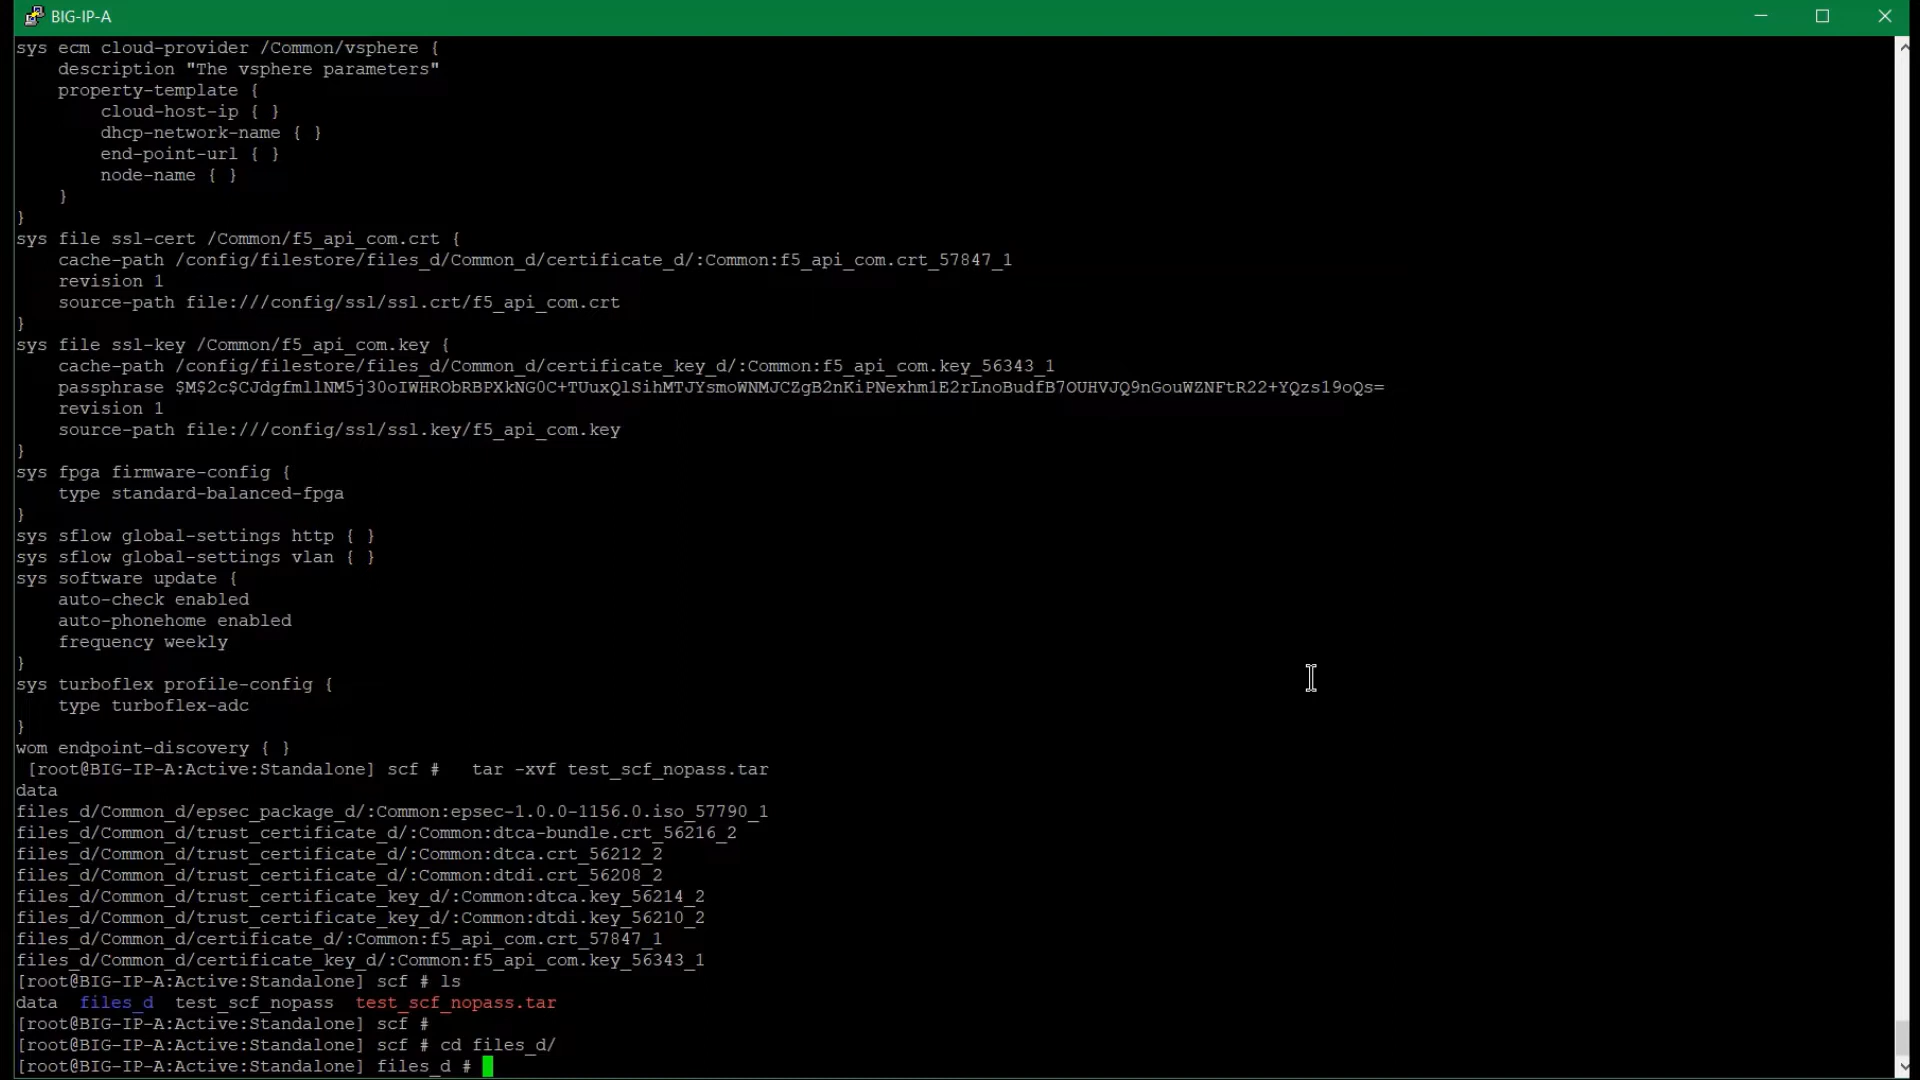 BIG-IP-A
sys ecm cloud-provider /Common/vsphere {
    description "The vsphere parameters"
    property-template {
        cloud-host-ip { }
        dhcp-network-name { }
        end-point-url { }
        node-name { }
    }
}
sys file ssl-cert /Common/f5_api_com.crt {
    cache-path /config/filestore/files_d/Common_d/certificate_d/:Common:f5_api_com.crt_57847_1
    revision 1
    source-path file:///config/ssl/ssl.crt/f5_api_com.crt
}
sys file ssl-key /Common/f5_api_com.key {
    cache-path /config/filestore/files_d/Common_d/certificate_key_d/:Common:f5_api_com.key_56343_1
    passphrase $M$2c$CJdgfmllNM5j30oIWHRObRBPXkNG0C+TUuxQlSihMTJYsmoWNMJCZgB2nKiPNexhm1E2rLnoBudfB7OUHVJQ9nGouWZNFtR22+YQzs19oQs=
    revision 1
    source-path file:///config/ssl/ssl.key/f5_api_com.key
}
sys fpga firmware-config {
    type standard-balanced-fpga
}
sys sflow global-settings http { }
sys sflow global-settings vlan { }
sys software update {
    auto-check enabled
    auto-phonehome enabled
    frequency weekly
}
sys turboflex profile-config {
    type turboflex-adc
}
wom endpoint-discovery { }
 [root@BIG-IP-A:Active:Standalone] scf #   tar -xvf test_scf_nopass.tar
data
files_d/Common_d/epsec_package_d/:Common:epsec-1.0.0-1156.0.iso_57790_1
files_d/Common_d/trust_certificate_d/:Common:dtca-bundle.crt_56216_2
files_d/Common_d/trust_certificate_d/:Common:dtca.crt_56212_2
files_d/Common_d/trust_certificate_d/:Common:dtdi.crt_56208_2
files_d/Common_d/trust_certificate_key_d/:Common:dtca.key_56214_2
files_d/Common_d/trust_certificate_key_d/:Common:dtdi.key_56210_2
files_d/Common_d/certificate_d/:Common:f5_api_com.crt_57847_1
files_d/Common_d/certificate_key_d/:Common:f5_api_com.key_56343_1
[root@BIG-IP-A:Active:Standalone] scf # ls
data  files_d  test_scf_nopass  test_scf_nopass.tar
[root@BIG-IP-A:Active:Standalone] scf #
[root@BIG-IP-A:Active:Standalone] scf # cd files_d/
[root@BIG-IP-A:Active:Standalone] files_d #